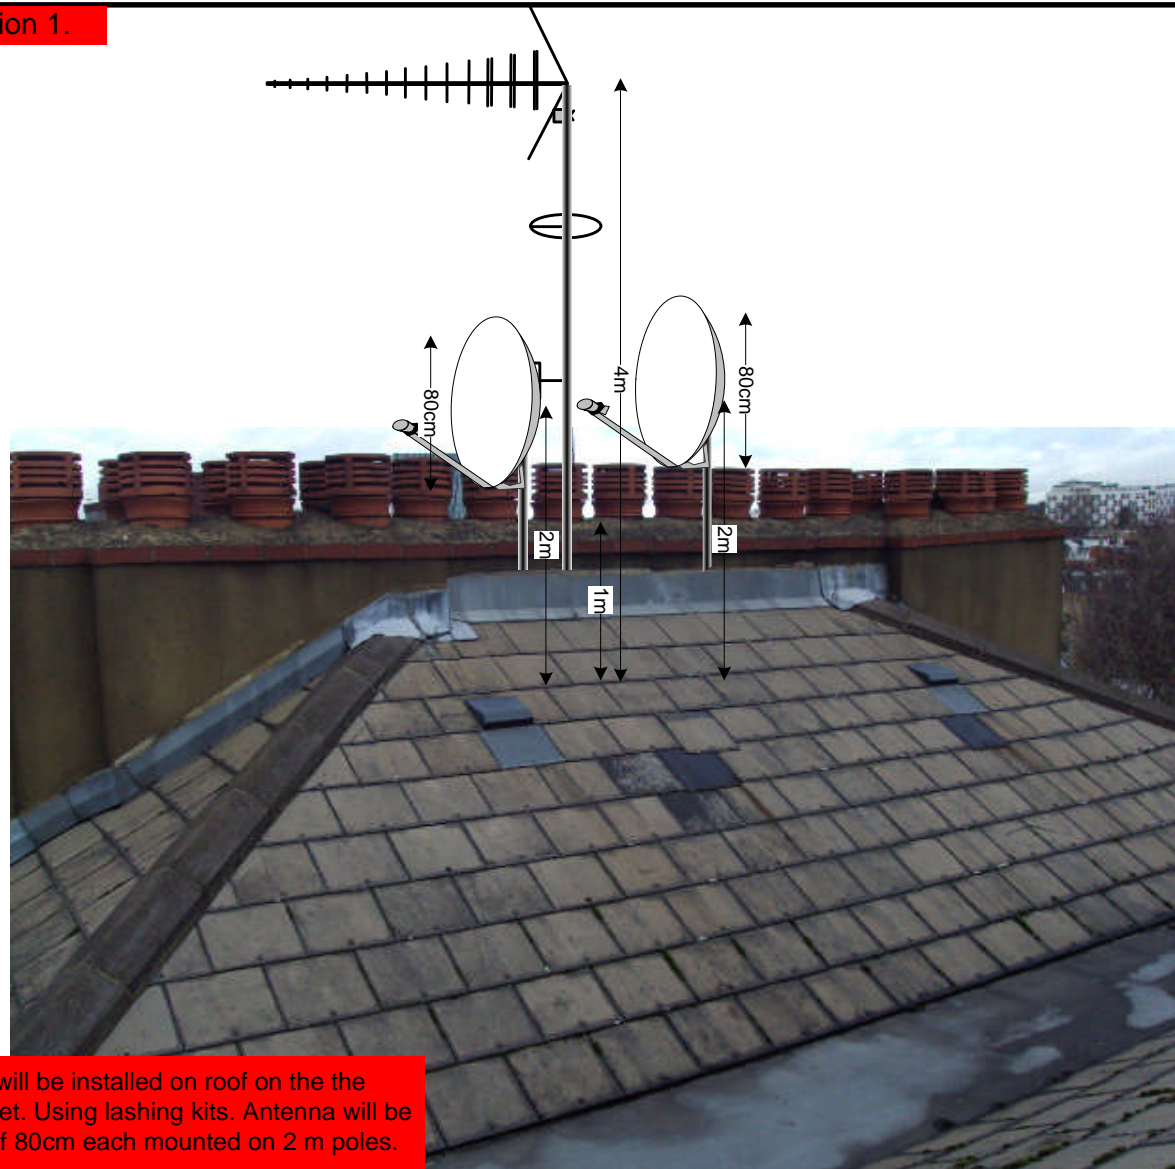 ion 1.
4m
80cm
80cm
2m
2m
1m
will be installed on roof on the the
et. Using lashing kits. Antenna will be
f 80cm each mounted on 2 m poles.